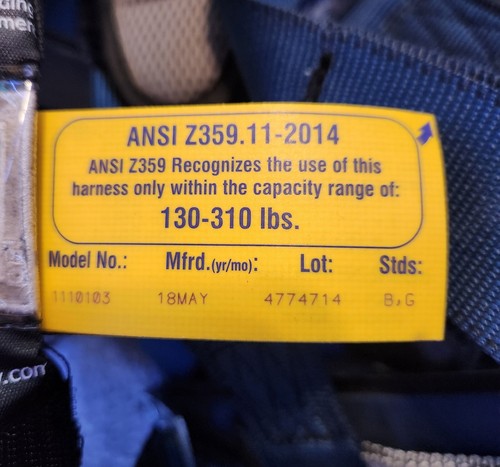 ANSI Z359.11-2014
ANSI Z359 Recognizes the use of this
harness only within the capacity range of:
130-310 lbs.
Model No.: Mfrd.(yr/mo): Lot: Stds:
1110103 18MAY 4774714 B,G